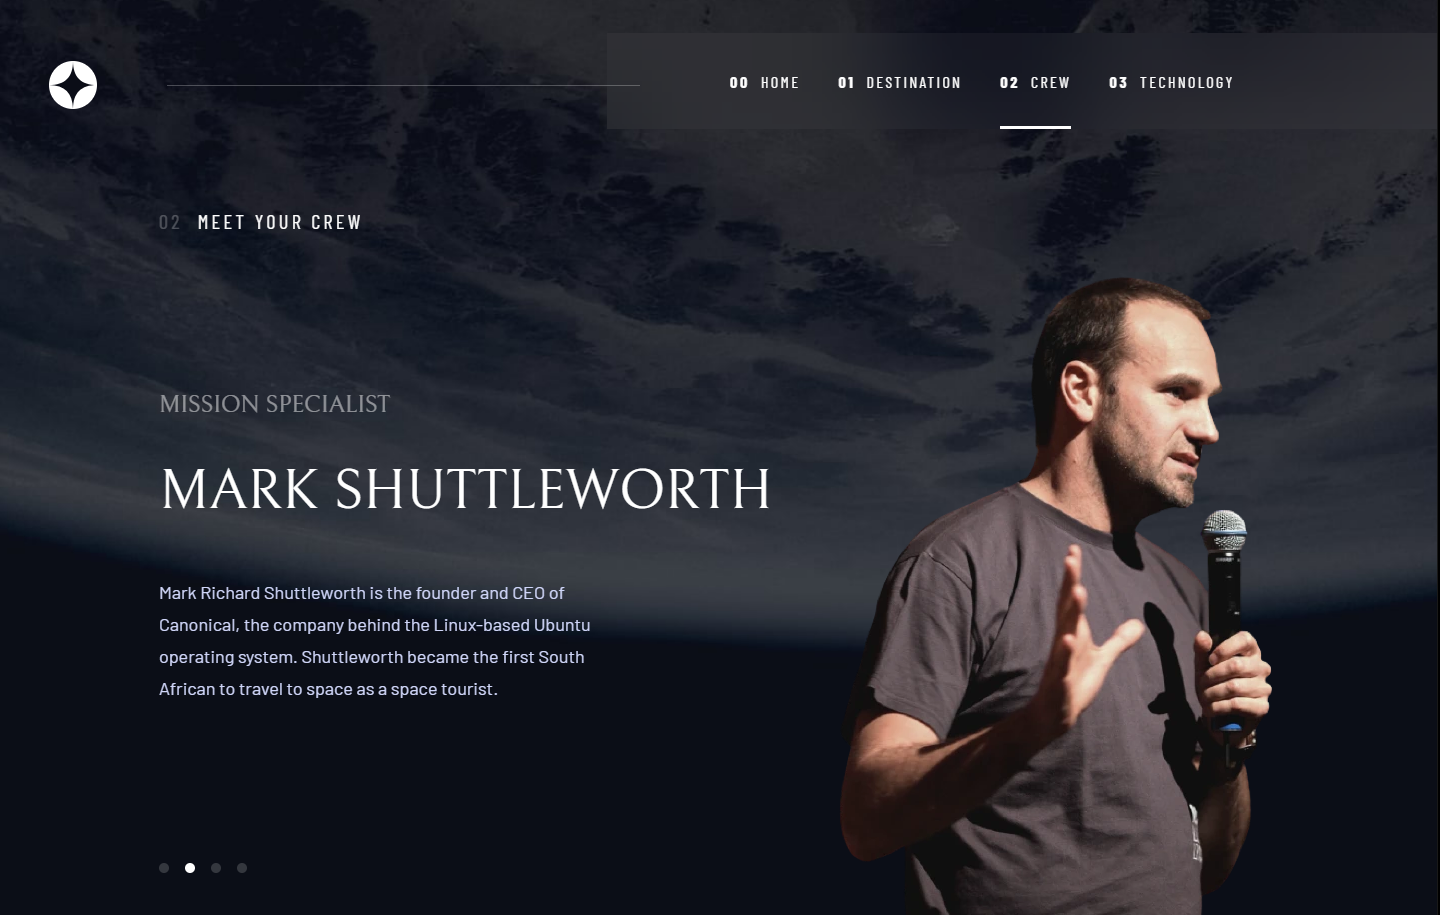 00 HOME 01 DESTINATION 02 CREW 03 TECHNOLOGY
02 MEET YOUR CREW
MISSION SPECIALIST
MARK SHUTTLEWORTH
Mark Richard Shuttleworth is the founder and CEO of
Canonical, the company behind the Linux-based Ubuntu
operating system. Shuttleworth became the first South
African to travel to space as a space tourist.